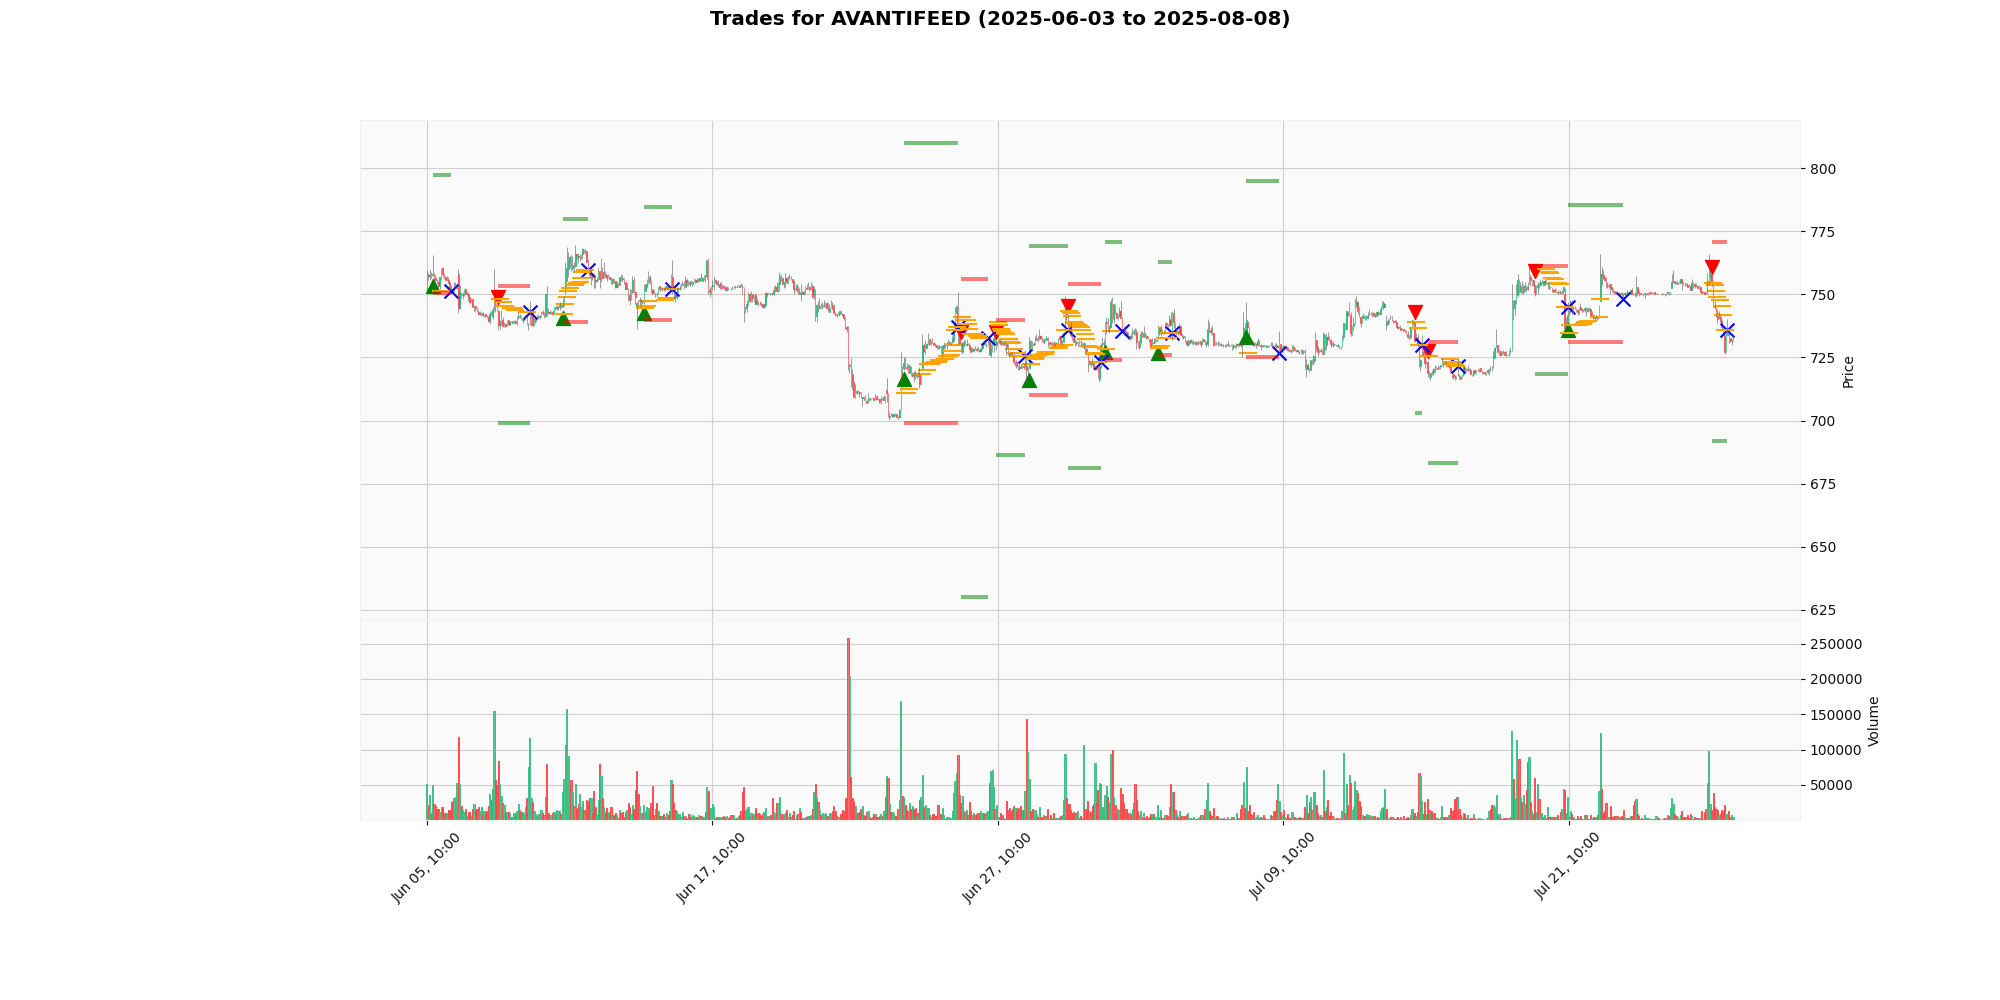 Trades for AVANTIFEED (2025-06-03 to 2025-08-08)
800
775
750
725
700
675
650
625
Price
250000
200000
150000
100000
50000
Volume
Jun 05, 10:00
Jun 17, 10:00
Jun 27, 10:00
Jul 09, 10:00
Jul 21, 10:00